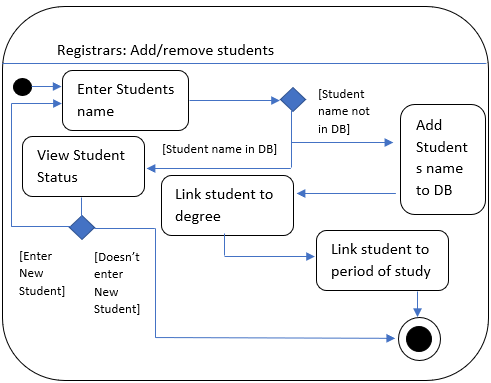 Registrars: Add/remove students
Enter Students
name
[Student
name not
in DB]
Add
Student
s name
to DB
[Student name in DB]
View Student
Status
Link student to
degree
Link student to
period of study
[Enter
New
Student]
[Doesn’t
enter
New
Student]